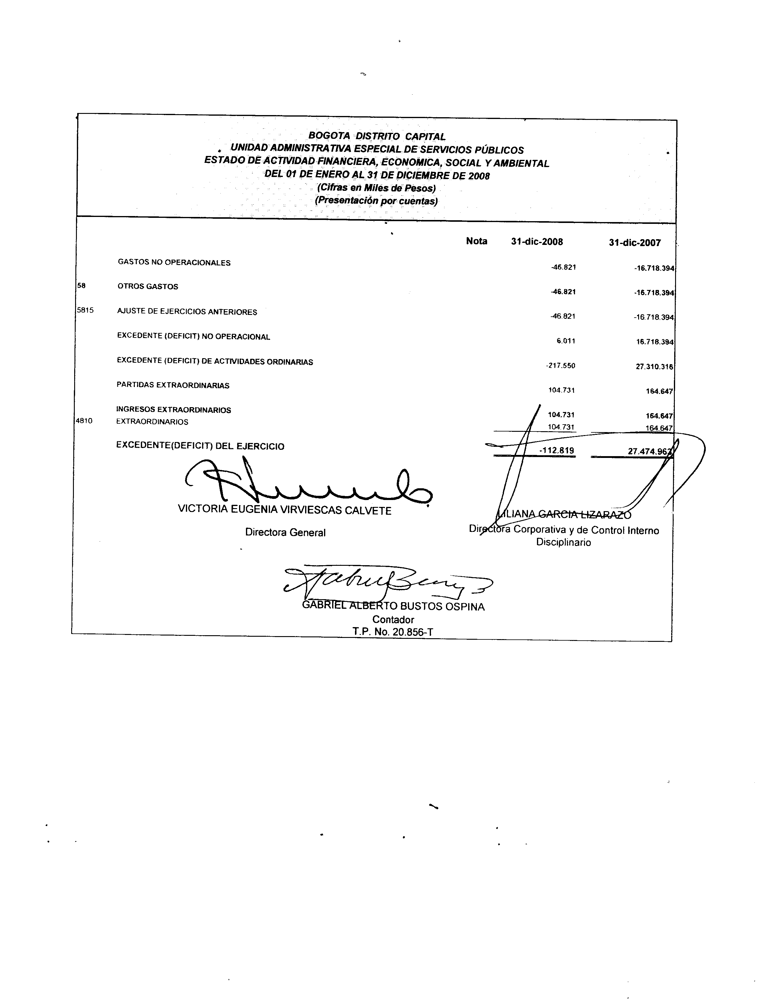 BOGOTA DISTRITO CAPITAL
UNIDAD ADMINISTRATIVA ESPECIAL DE SERVICIOS PÚBLICOS
ESTADO DE ACTIVIDAD FINANCIERA, ECONOMICA, SOCIAL Y AMBIENTAL
DEL 01 DE ENERO AL 31 DE DICIEMBRE DE 2008
(Cifras en Miles de Pesos)
(Presentación por cuentas)
Nota 31-dic-2008 31-dic-2007
GASTOS NO OPERACIONALES -46.821 -16.718.394
58 OTROS GASTOS -46.821 -16.718.394
5815 AJUSTE DE EJERCICIOS ANTERIORES -46.821 -16.718.394
EXCEDENTE (DEFICIT) NO OPERACIONAL 6.011 16.718.394
EXCEDENTE (DEFICIT) DE ACTIVIDADES ORDINARIAS -217.550 27.310.316
PARTIDAS EXTRAORDINARIAS 104.731 164.647
INGRESOS EXTRAORDINARIOS 104.731 164.647
4810 EXTRAORDINARIOS 104.731 164.647
EXCEDENTE(DEFICIT) DEL EJERCICIO -112.819 27.474.963
VICTORIA EUGENIA VIRVIESCAS CALVETE
Directora General
LILIANA GARCIA LIZARAZO
Directora Corporativa y de Control Interno
Disciplinario
GABRIEL ALBERTO BUSTOS OSPINA
Contador
T.P. No. 20.856-T